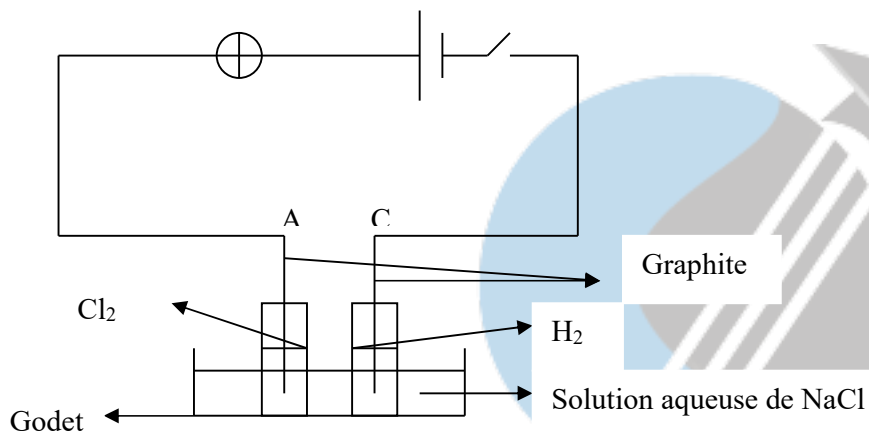 A C
Graphite
Cl₂
H₂
Solution aqueuse de NaCl
Godet